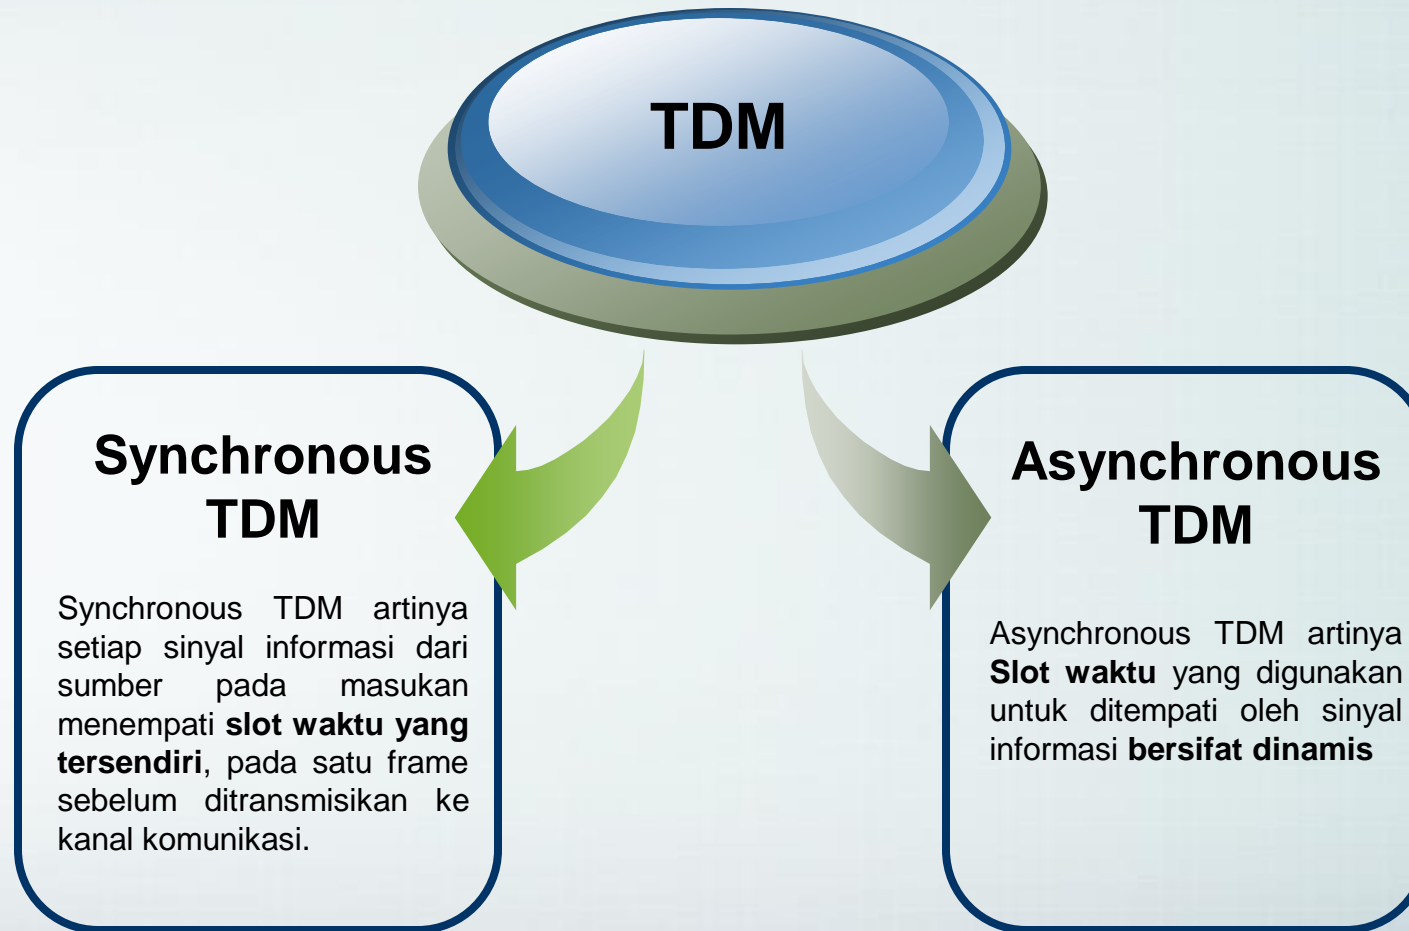 TDM
Synchronous
TDM
Synchronous TDM artinya
setiap sinyal informasi dari
sumber pada masukan
menempati slot waktu yang
tersendiri, pada satu frame
sebelum ditransmisikan ke
kanal komunikasi.
Asynchronous
TDM
Asynchronous TDM artinya
Slot waktu yang digunakan
untuk ditempati oleh sinyal
informasi bersifat dinamis